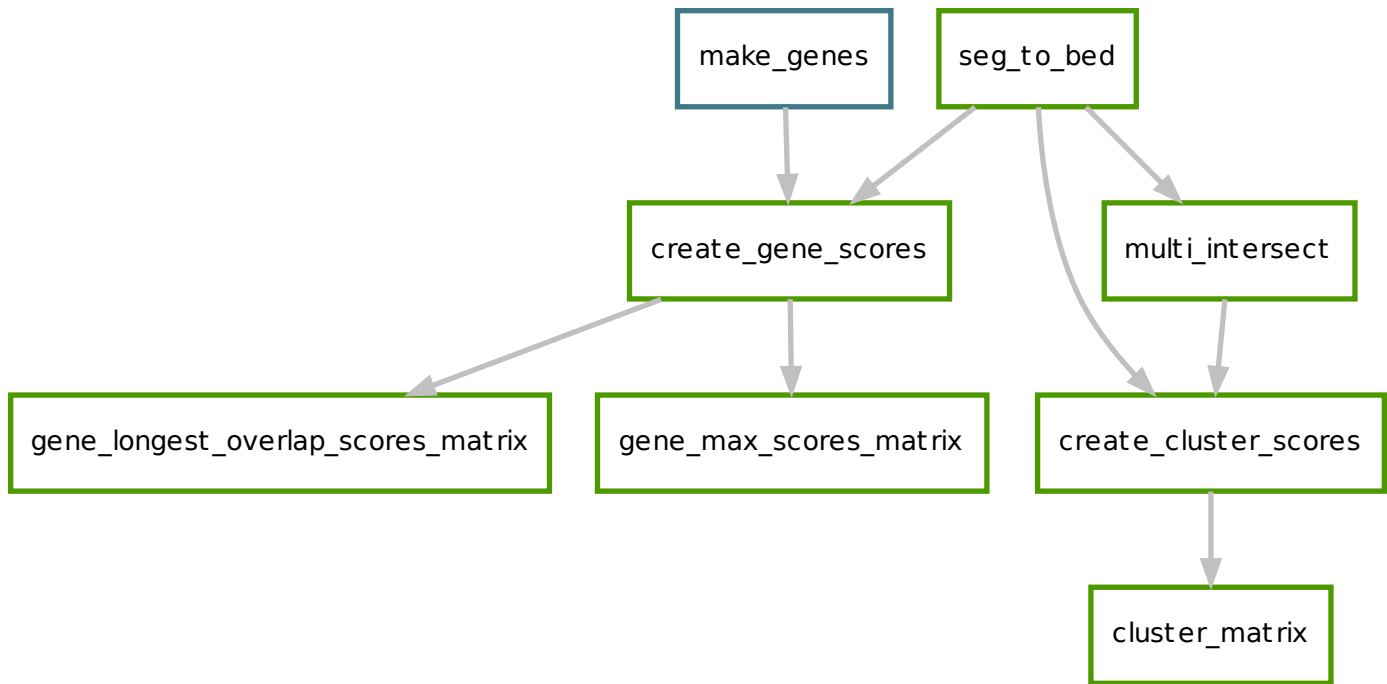 make_genes
seg_to_bed
create_gene_scores
multi_intersect
gene_longest_overlap_scores_matrix
gene_max_scores_matrix
create_cluster_scores
cluster_matrix